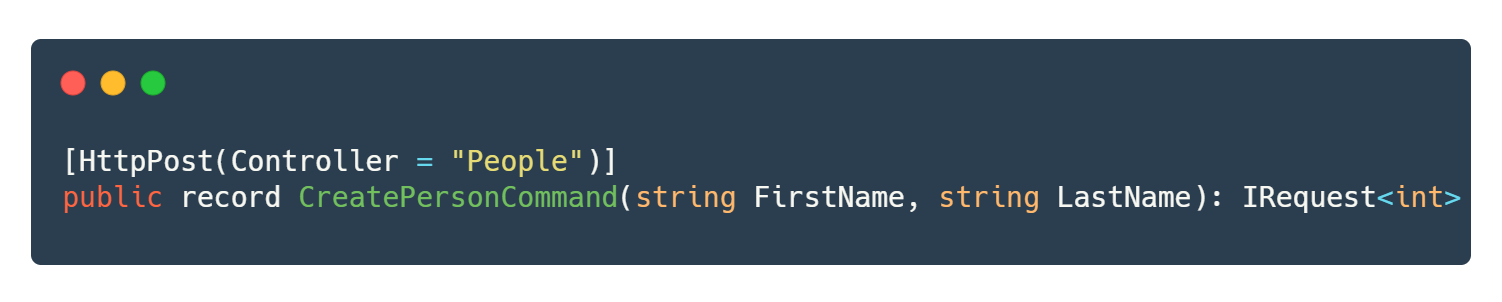 [HttpPost(Controller = "People")]
public record CreatePersonCommand(string FirstName, string LastName): IRequest<int>